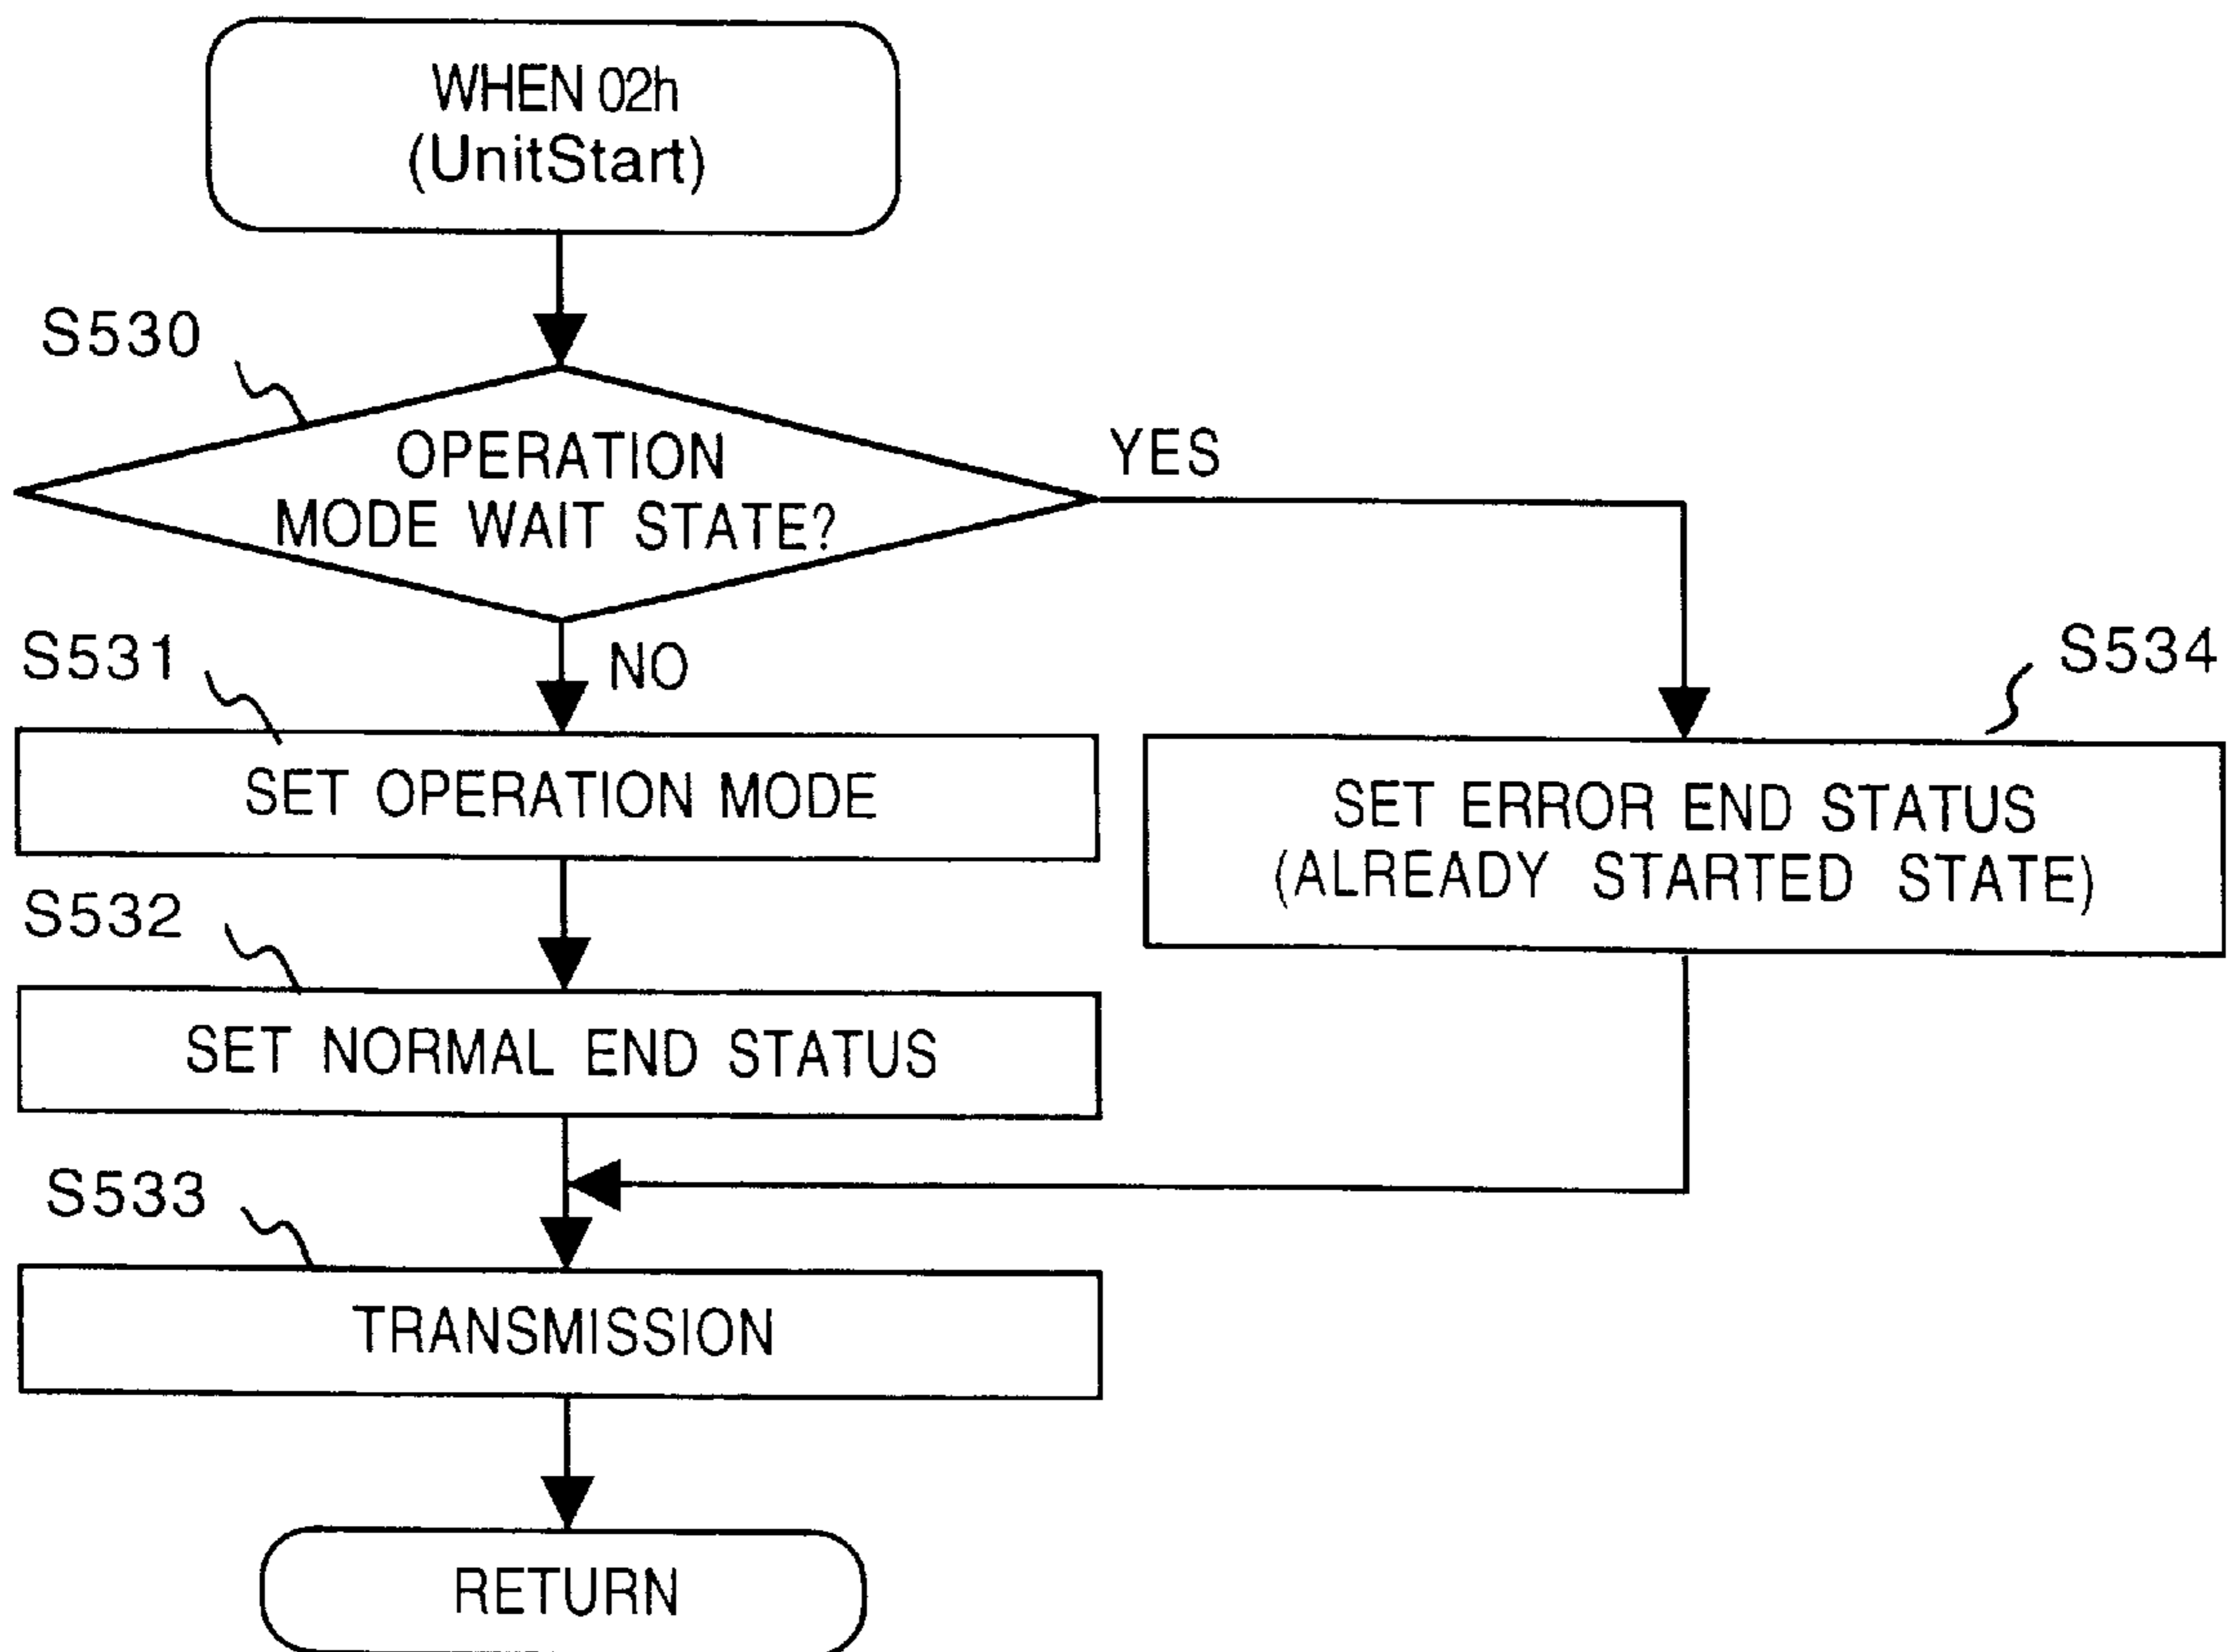 WHEN 02h
(UnitStart)
S530
OPERATION
MODE WAIT STATE?
YES
NO
S531
SET OPERATION MODE
S534
SET ERROR END STATUS
(ALREADY STARTED STATE)
S532
SET NORMAL END STATUS
S533
TRANSMISSION
RETURN